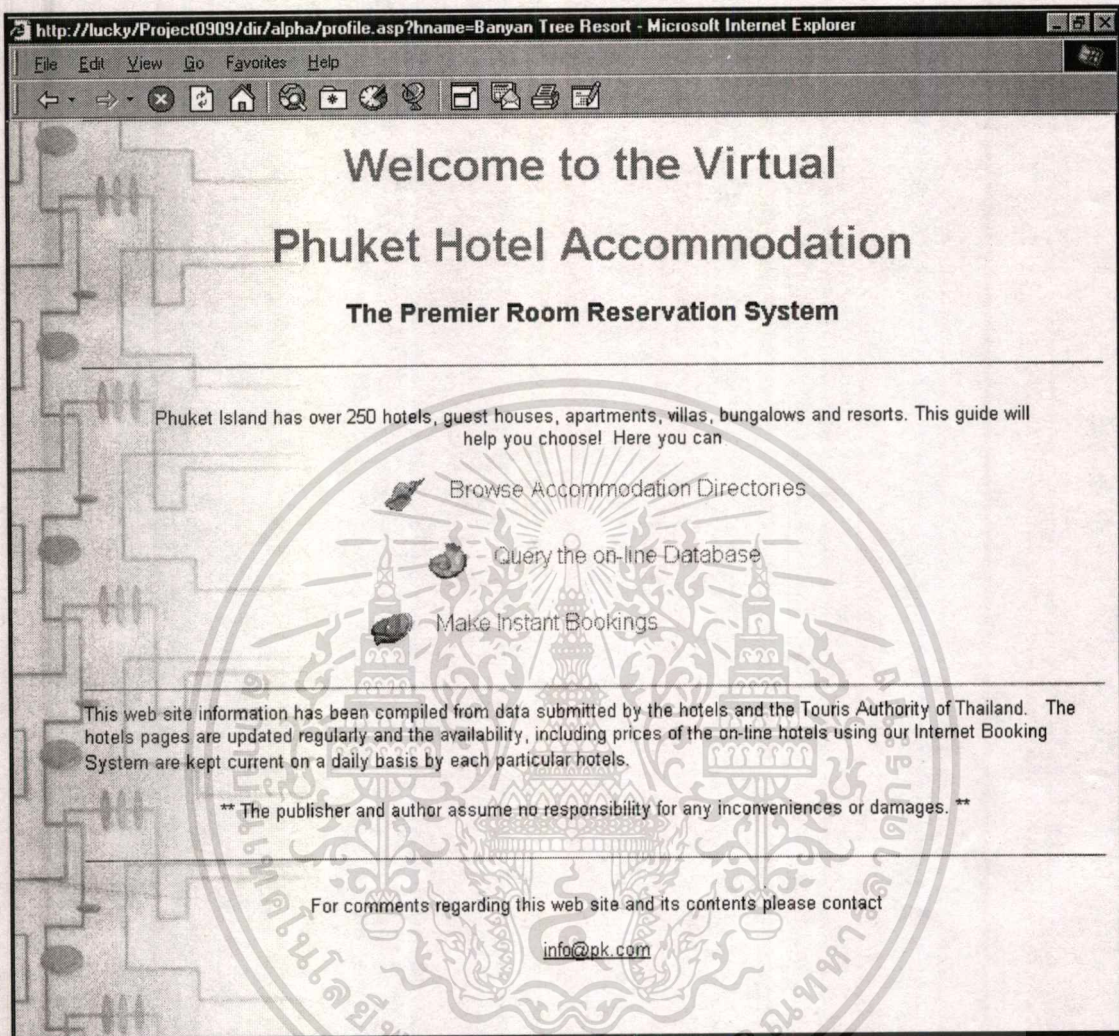 http://lucky/Project0909/dir/alpha/profile.asp?hname=Banyan Tree Resort - Microsoft Internet Explorer
File Edit View Go Favorites Help
Welcome to the Virtual
Phuket Hotel Accommodation
The Premier Room Reservation System
Phuket Island has over 250 hotels, guest houses, apartments, villas, bungalows and resorts. This guide will
help you choose! Here you can
Browse Accommodation Directories
Query the on-line Database
Make Instant Bookings
This web site information has been compiled from data submitted by the hotels and the Touris Authority of Thailand. The
hotels pages are updated regularly and the availability, including prices of the on-line hotels using our Internet Booking
System are kept current on a daily basis by each particular hotels.
** The publisher and author assume no responsibility for any inconveniences or damages. **
For comments regarding this web site and its contents please contact
info@pk.com